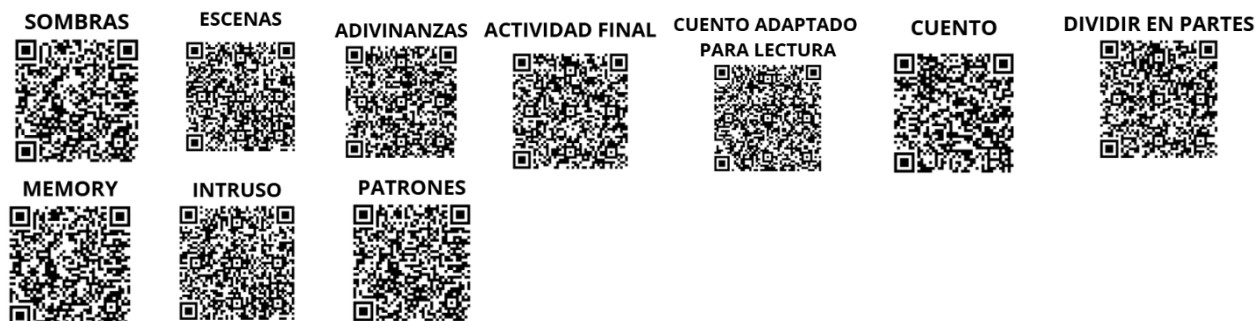 SOMBRAS
ESCENAS
ADIVINANZAS
ACTIVIDAD FINAL
CUENTO ADAPTADO
PARA LECTURA
CUENTO
DIVIDIR EN PARTES
MEMORY
INTRUSO
PATRONES